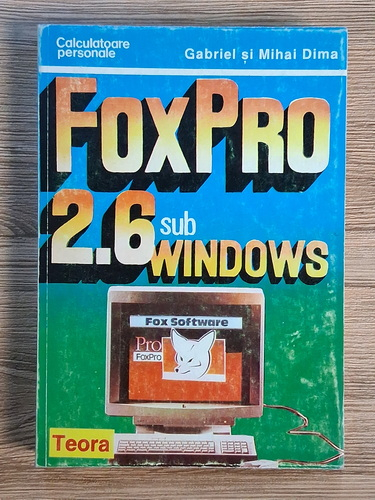 Calculatoare
personale
Gabriel și Mihai Dima
FOXPRO
2.6 sub
WINDOWS
Fox Software
Pro
FoxPro
Teora